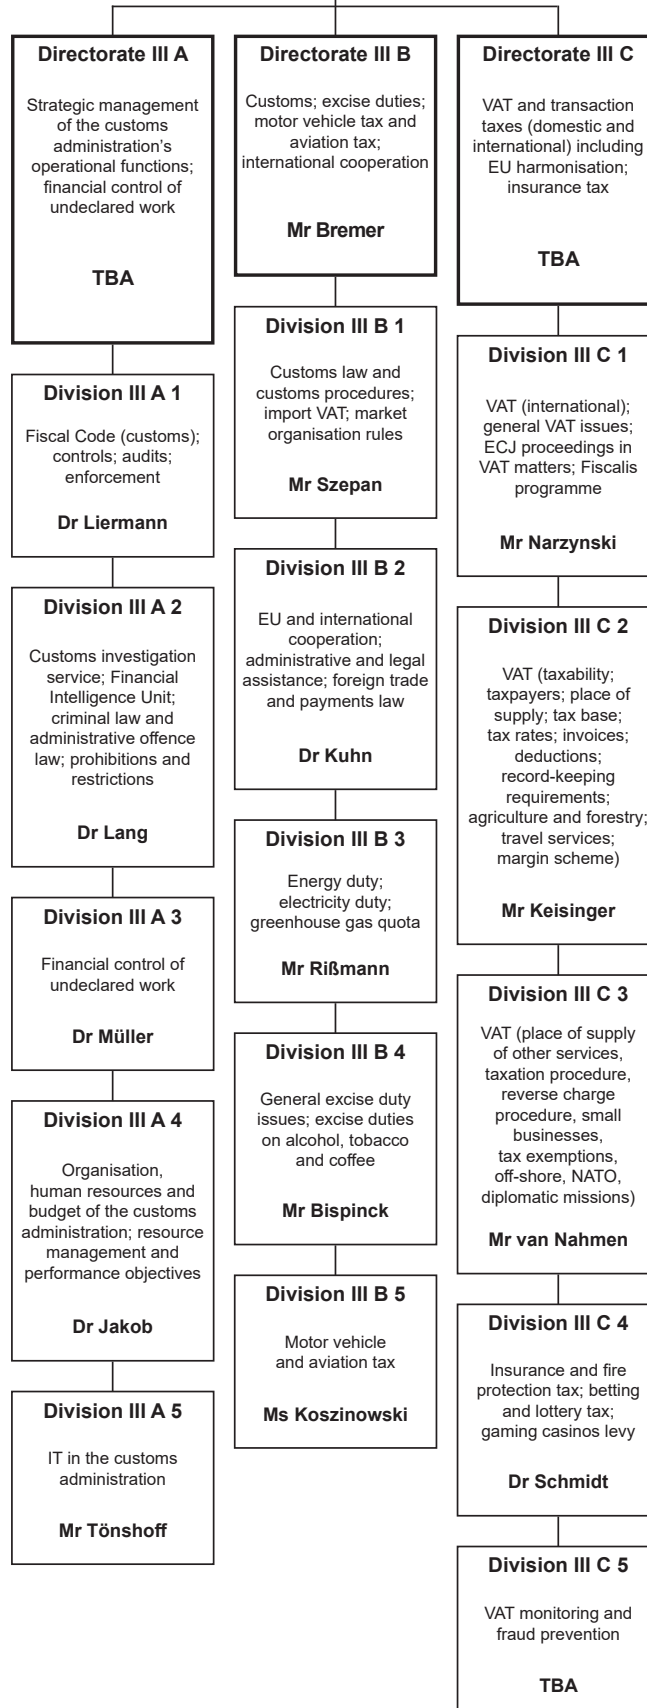 Directorate III A
Strategic management
of the customs
administration's
operational functions;
financial control of
undeclared work
TBA
Division III A 1
Fiscal Code (customs);
controls; audits;
enforcement
Dr Liermann
Division III A 2
Customs investigation
service; Financial
Intelligence Unit;
criminal law and
administrative offence
law; prohibitions and
restrictions
Dr Lang
Division III A 3
Financial control of
undeclared work
Dr Müller
Division III A 4
Organisation,
human resources and
budget of the customs
administration; resource
management and
performance objectives
Dr Jakob
Division III A 5
IT in the customs
administration
Mr Tönshoff
Directorate III B
Customs; excise duties;
motor vehicle tax and
aviation tax;
international cooperation
Mr Bremer
Division III B 1
Customs law and
customs procedures;
import VAT; market
organisation rules
Mr Szepan
Division III B 2
EU and international
cooperation;
administrative and legal
assistance; foreign trade
and payments law
Dr Kuhn
Division III B 3
Energy duty;
electricity duty;
greenhouse gas quota
Mr Rißmann
Division III B 4
General excise duty
issues; excise duties
on alcohol, tobacco
and coffee
Mr Bispinck
Division III B 5
Motor vehicle
and aviation tax
Ms Koszinowski
Directorate III C
VAT and transaction
taxes (domestic and
international) including
EU harmonisation;
insurance tax
TBA
Division III C 1
VAT (international);
general VAT issues;
ECJ proceedings in
VAT matters; Fiscalis
programme
Mr Narzynski
Division III C 2
VAT (taxability;
taxpayers; place of
supply; tax base;
tax rates; invoices;
deductions;
record-keeping
requirements;
agriculture and forestry;
travel services;
margin scheme)
Mr Keisinger
Division III C 3
VAT (place of supply
of other services,
taxation procedure,
reverse charge
procedure, small
businesses,
tax exemptions,
off-shore, NATO,
diplomatic missions)
Mr van Nahmen
Division III C 4
Insurance and fire
protection tax; betting
and lottery tax;
gaming casinos levy
Dr Schmidt
Division III C 5
VAT monitoring and
fraud prevention
TBA